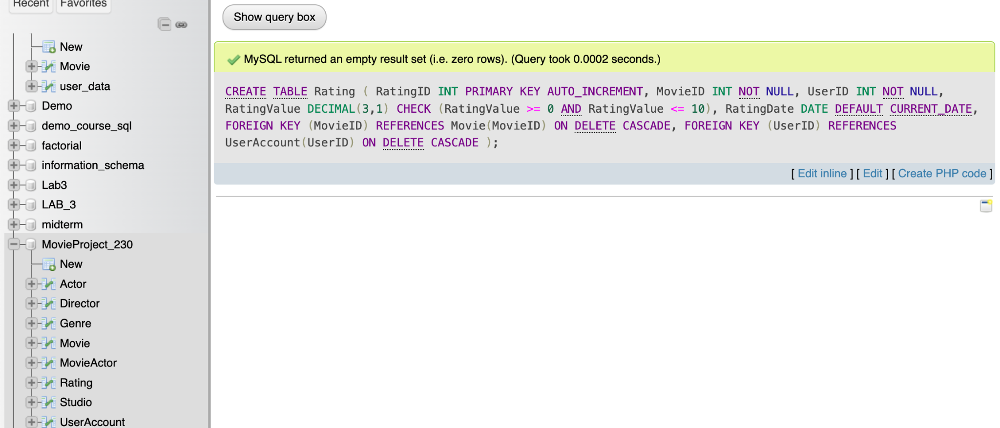 Recent Favorites
New
Movie
user_data
Demo
demo_course_sql
factorial
information_schema
Lab3
LAB_3
midterm
MovieProject_230
New
Actor
Director
Genre
Movie
MovieActor
Rating
Studio
UserAccount
Show query box
MySQL returned an empty result set (i.e. zero rows). (Query took 0.0002 seconds.)
CREATE TABLE Rating ( RatingID INT PRIMARY KEY AUTO_INCREMENT, MovieID INT NOT NULL, UserID INT NOT NULL,
RatingValue DECIMAL(3,1) CHECK (RatingValue >= 0 AND RatingValue <= 10), RatingDate DATE DEFAULT CURRENT_DATE,
FOREIGN KEY (MovieID) REFERENCES Movie(MovieID) ON DELETE CASCADE, FOREIGN KEY (UserID) REFERENCES
UserAccount(UserID) ON DELETE CASCADE );
[ Edit inline ] [ Edit ] [ Create PHP code ]